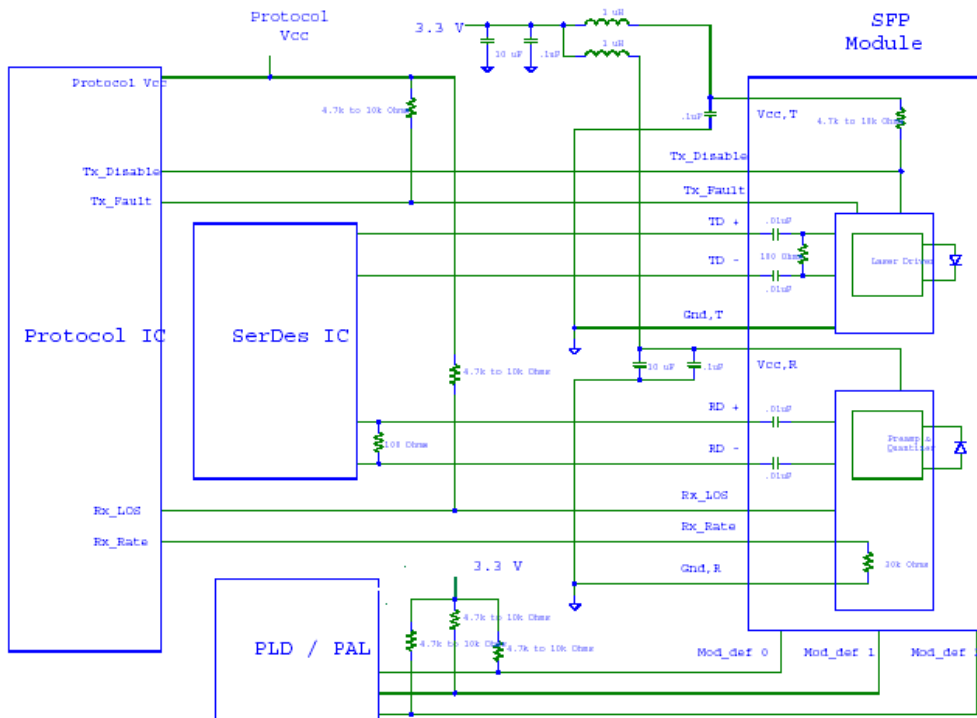 Protocol
Vcc
3.3 V
1 uH
1 uH
10 uF
.1uF
SFP
Module
Protocol Vcc
4.7k to 10k Ohms
.1uF
Vcc,T
4.7k to 10k Ohms
Tx_Disable
Tx_Disable
Tx_Fault
Tx_Fault
TD +
.01uF
TD -
100 Ohms
.01uF
Laser Driver
Gnd,T
Protocol IC
SerDes IC
4.7k to 10k Ohms
10 uF
.1uF
Vcc,R
RD +
.01uF
100 Ohms
RD -
.01uF
Preamp &
Quantizer
Rx_LOS
Rx_LOS
Rx_Rate
Rx_Rate
Gnd,R
30k Ohms
3.3 V
4.7k to 10k Ohms
4.7k to 10k Ohms
4.7k to 10k Ohms
PLD / PAL
Mod_def 0
Mod_def 1
Mod_def